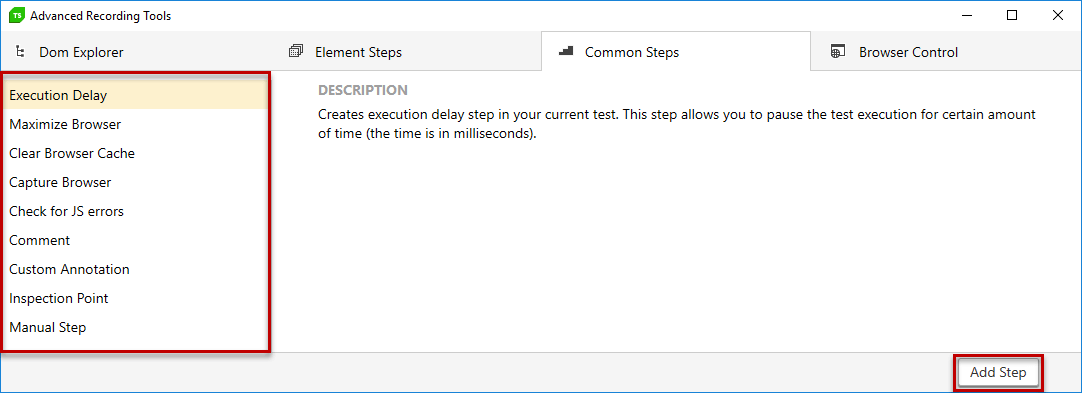 TS Advanced Recording Tools
Dom Explorer
Element Steps
Common Steps
Browser Control
Execution Delay
Maximize Browser
Clear Browser Cache
Capture Browser
Check for JS errors
Comment
Custom Annotation
Inspection Point
Manual Step
DESCRIPTION
Creates execution delay step in your current test. This step allows you to pause the test execution for certain amount
of time (the time is in milliseconds).
Add Step